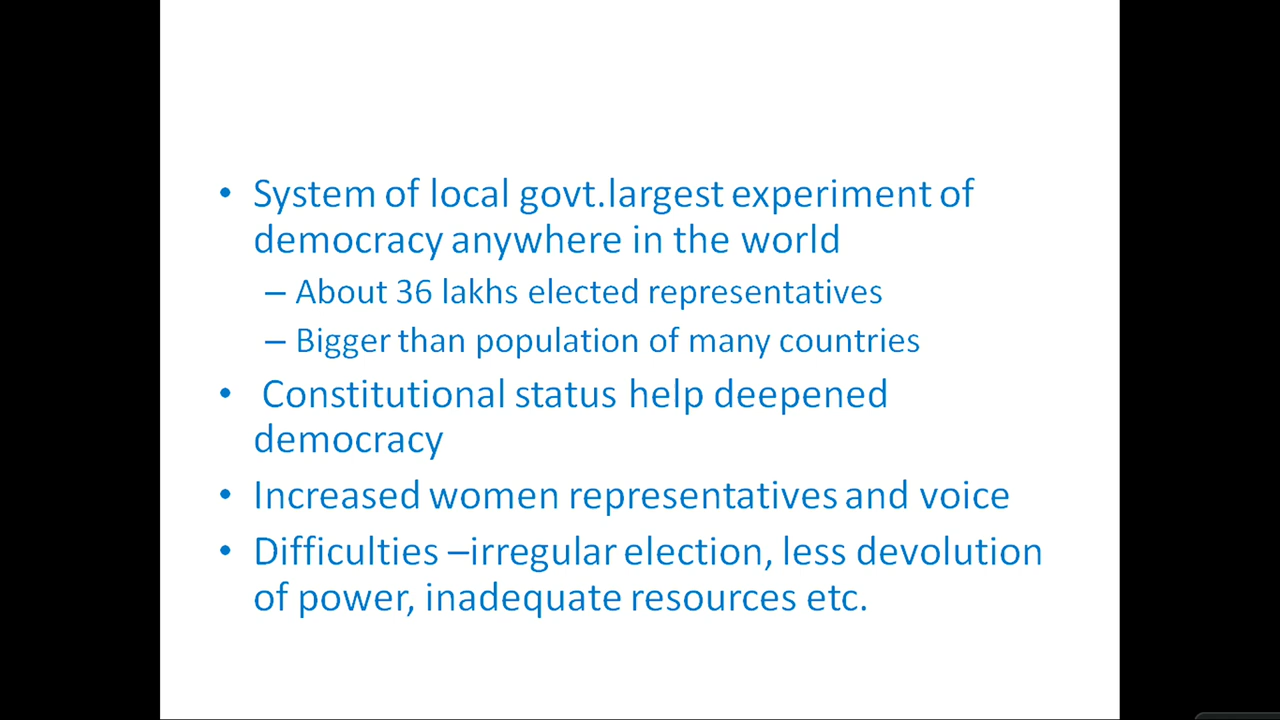 • System of local govt.largest experiment of
democracy anywhere in the world
– About 36 lakhs elected representatives
– Bigger than population of many countries
• Constitutional status help deepened
democracy
• Increased women representatives and voice
• Difficulties –irregular election, less devolution
of power, inadequate resources etc.